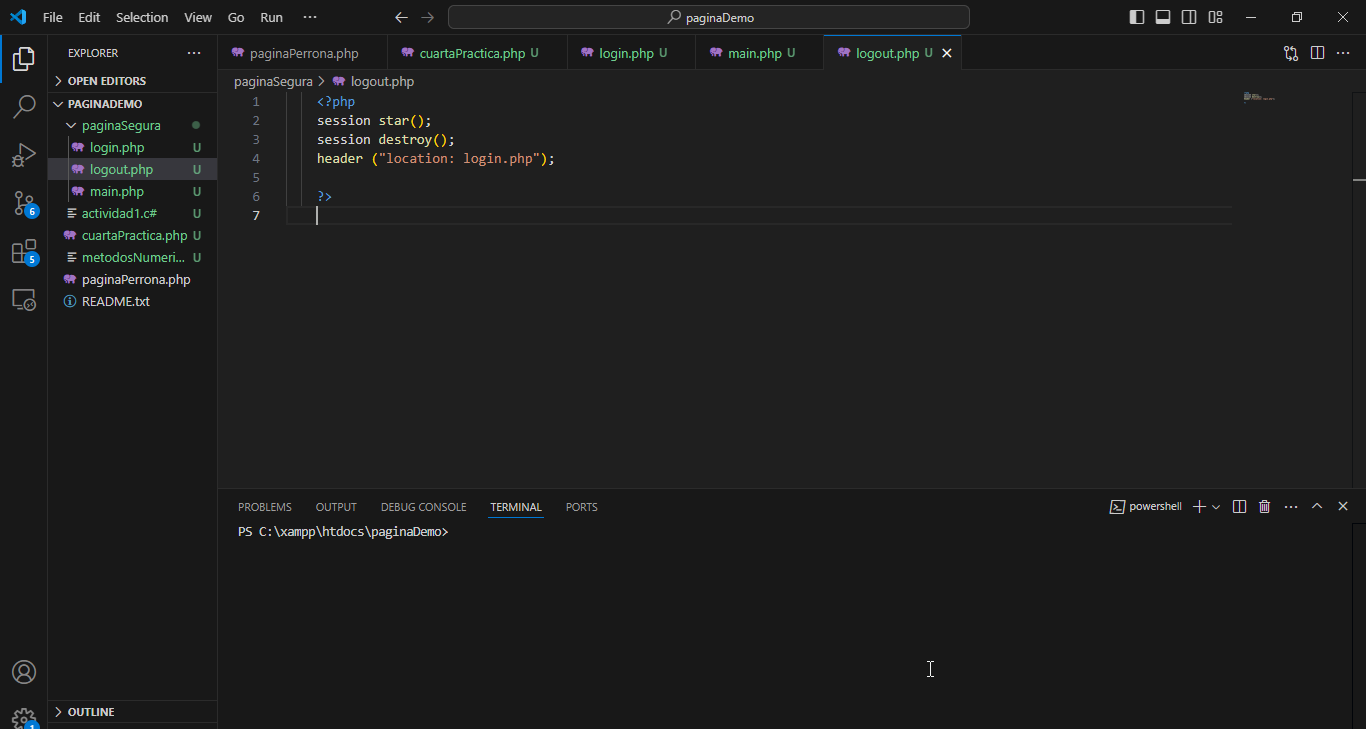 File Edit Selection View Go Run ···
paginaDemo
EXPLORER ···
OPEN EDITORS
PAGINADEMO
paginaSegura
login.php U
logout.php U
main.php U
actividad1.c# U
cuartaPractica.php U
metodosNumeri... U
paginaPerrona.php
README.txt
OUTLINE
6
5
1
paginaPerrona.php cuartaPractica.php U login.php U main.php U logout.php U
paginaSegura > logout.php
1 <?php
2 session star();
3 session destroy();
4 header ("location: login.php");
5
6 ?>
7
PROBLEMS OUTPUT DEBUG CONSOLE TERMINAL PORTS
powershell
PS C:\xampp\htdocs\paginaDemo>